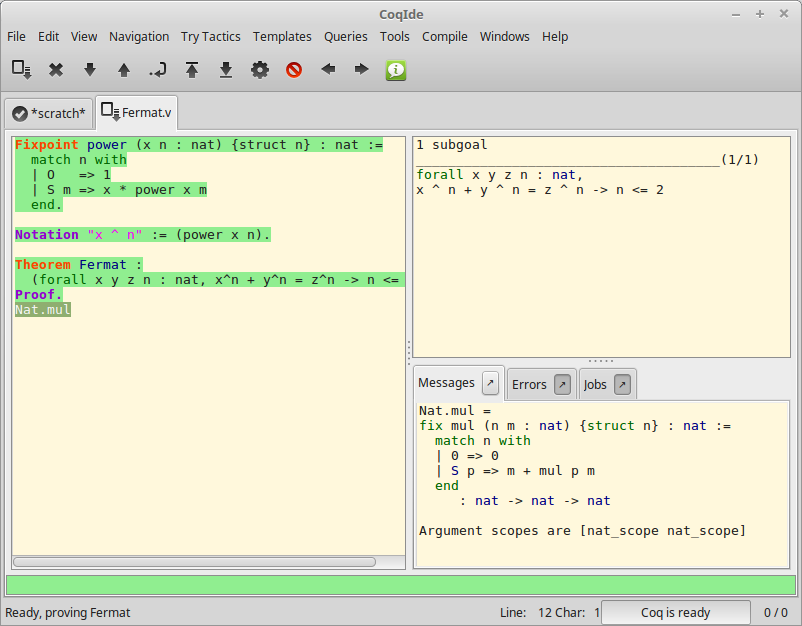 CoqIde
File Edit View Navigation Try Tactics Templates Queries Tools Compile Windows Help
*scratch* Fermat.v
Fixpoint power (x n : nat) {struct n} : nat :=
  match n with
  | O   => 1
  | S m => x * power x m
  end.
Notation "x ^ n" := (power x n).
Theorem Fermat :
  (forall x y z n : nat, x^n + y^n = z^n -> n <=
Proof.
Nat.mul
1 subgoal
______________________________________(1/1)
forall x y z n : nat,
x ^ n + y ^ n = z ^ n -> n <= 2
Messages Errors Jobs
Nat.mul =
fix mul (n m : nat) {struct n} : nat :=
  match n with
  | 0 => 0
  | S p => m + mul p m
  end
     : nat -> nat -> nat
Argument scopes are [nat_scope nat_scope]
Ready, proving Fermat
Line: 12 Char: 1
Coq is ready
0 / 0